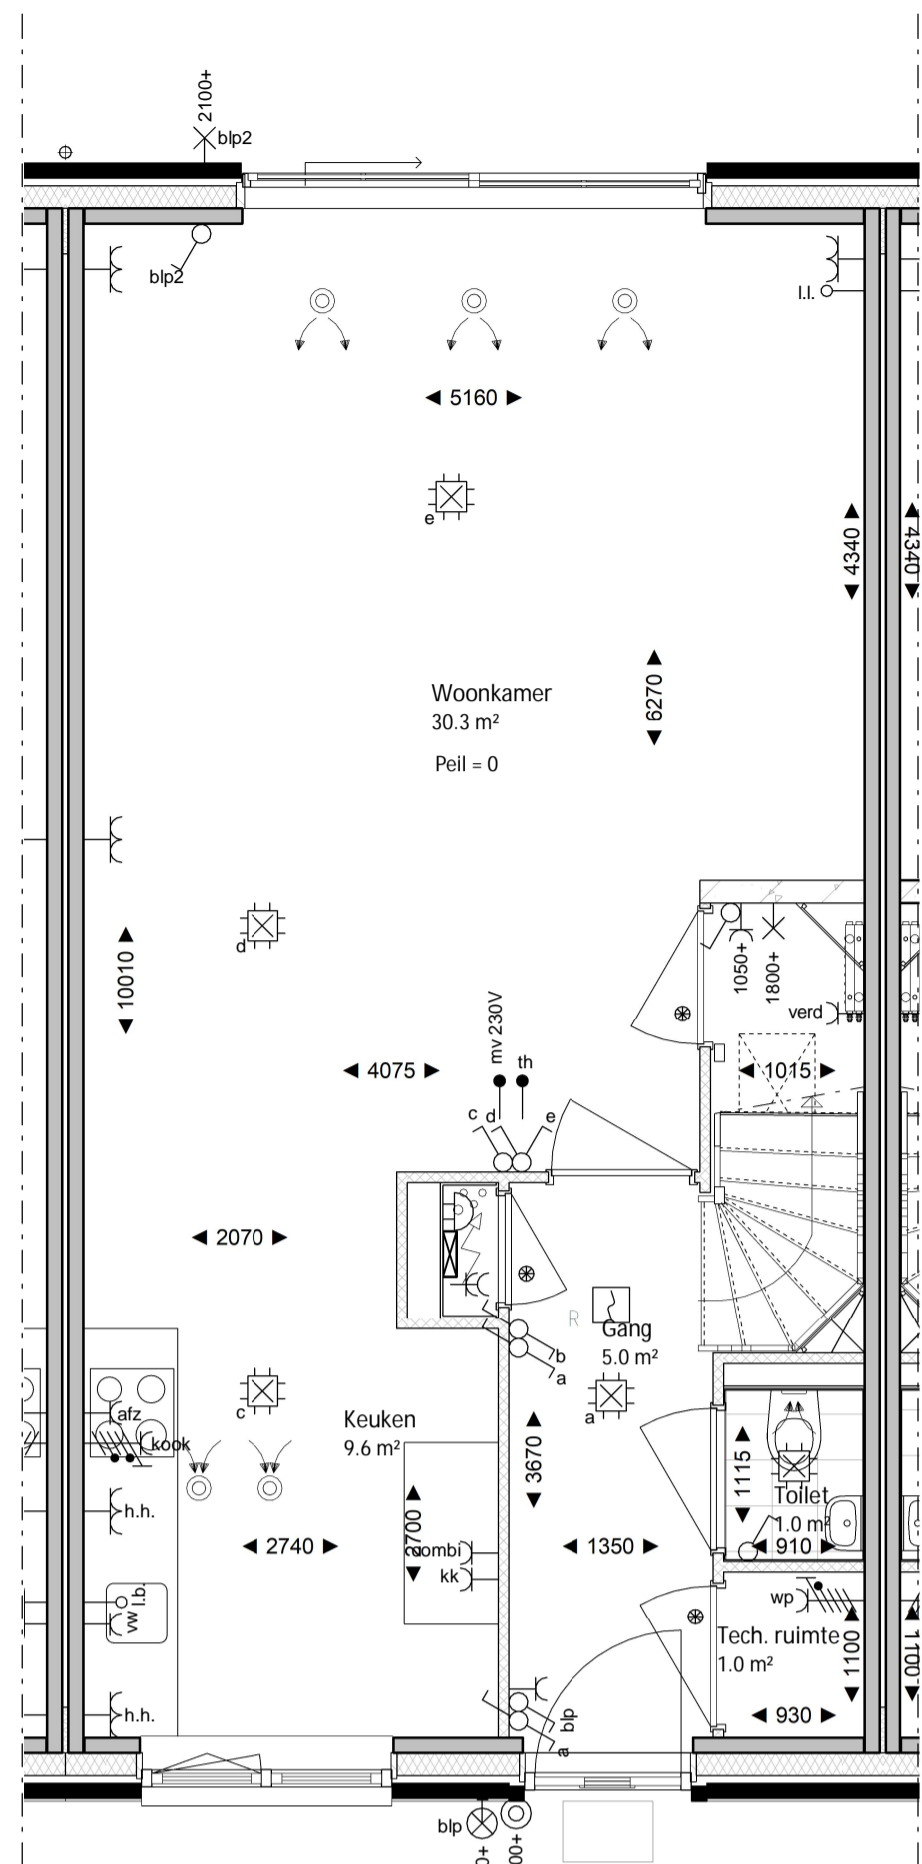 2100+
blp2
blp2
l.l.
5160
e
4340
4340
Woonkamer
30.3 m²
6270
Peil = 0
d
10010
1050+
1800+
verd
mv 230V
th
4075
1015
c
d
e
2070
R
Gang
5.0 m²
b
a
c
a
afz
kook
Keuken
9.6 m²
3670
1115
h.h.
2700
Toilet
1.0 m²
2740
1350
910
kk
wp
vw
l.b.
Tech. ruimte
1.0 m²
1100
1100
h.h.
blp
a
930
blp